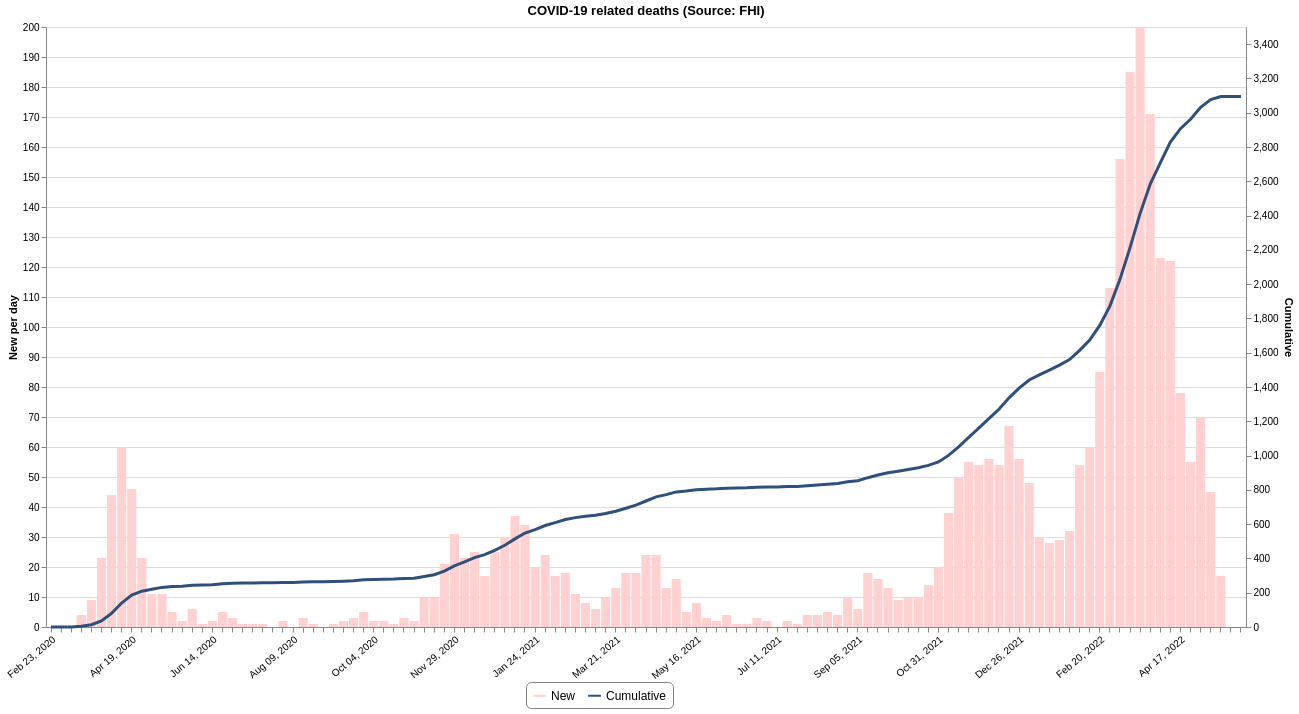 COVID-19 related deaths (Source: FHI)
200
190
180
170
160
150
140
130
120
110
100
90
80
70
60
50
40
30
20
10
0
New per day
3,400
3,200
3,000
2,800
2,600
2,400
2,200
2,000
1,800
1,600
1,400
1,200
1,000
800
600
400
200
0
Cumulative
Feb 23, 2020
Apr 19, 2020
Jun 14, 2020
Aug 09, 2020
Oct 04, 2020
Nov 29, 2020
Jan 24, 2021
Mar 21, 2021
May 16, 2021
Jul 11, 2021
Sep 05, 2021
Oct 31, 2021
Dec 26, 2021
Feb 20, 2022
Apr 17, 2022
New
Cumulative